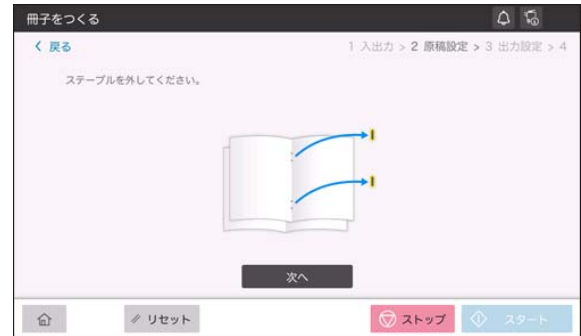 冊子をつくる
戻る
1 入出力 > 2 原稿設定 > 3 出力設定 > 4
ステープルを外してください。
次へ
リセット
ストップ
スタート